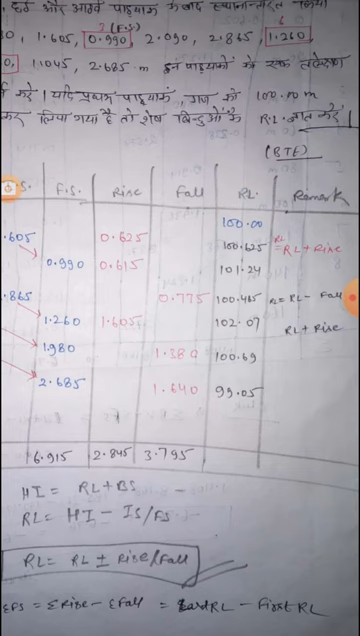 हुई और आठवें पाठ्यांक के बाद स्थानान्तरित किया
3 (F.S) 6
30, 1.605, 0.990, 2.090, 2.865, 1.260
0, 1.045, 2.685 m इन पाठ्यांकों को एक
करें। यदि प्रथम पाठ्यांक, को 100.00 m
लिया गया है तो शेष बिन्दुओं के R.L. ज्ञात करें।
(BTE)
.S. F.S. Rise Fall RL. Remark
100.00
.605 0.625 100.625 RL = RL + Rise
0.990 0.615 101.24
.865 0.775 100.465 RL = RL - Fall
1.260 1.605 102.07 RL + Rise
1.980 1.380 100.69
2.685 1.640 99.05
6.915 2.845 3.795
HI = RL + BS
RL = HI - IS/FS
RL = RL ± Rise/Fall
ΣFS = ΣRise - ΣFall = Last RL - First RL